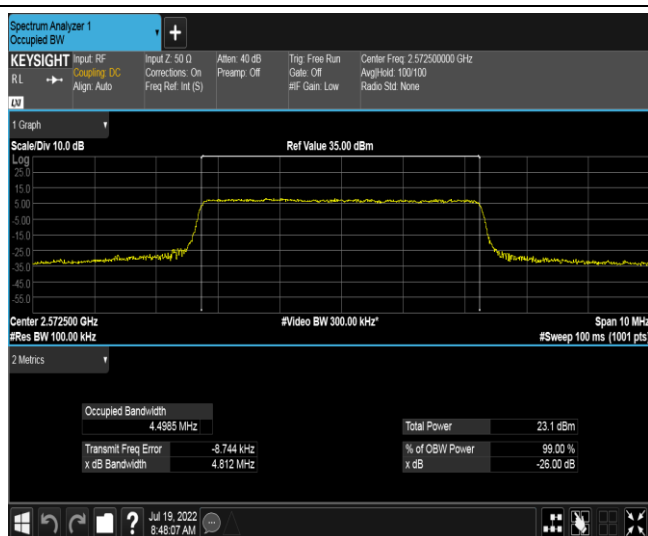 Spectrum Analyzer 1
Occupied BW
+
KEYSIGHT Input: RF Input Z: 50 Ω Atten: 40 dB Trig: Free Run Center Freq: 2.572500000 GHz
RL Coupling: DC Corrections: On Preamp: Off Gate: Off Avg|Hold: 100/100
Align: Auto Freq Ref: Int (S) #IF Gain: Low Radio Std: None
LXI
1 Graph
Scale/Div 10.0 dB Ref Value 35.00 dBm
Log
25.0
15.0
5.00
-5.00
-15.0
-25.0
-35.0
-45.0
-55.0
Center 2.572500 GHz #Video BW 300.00 kHz* Span 10 MHz
#Res BW 100.00 kHz #Sweep 100 ms (1001 pts)
2 Metrics
Occupied Bandwidth
4.4985 MHz Total Power 23.1 dBm
Transmit Freq Error -8.744 kHz % of OBW Power 99.00 %
x dB Bandwidth 4.812 MHz x dB -26.00 dB
? Jul 19, 2022
8:48:07 AM